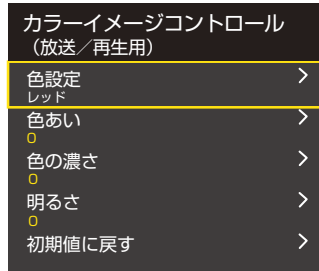 カラーイメージコントロール
（放送／再生用）
色設定
レッド
色あい
0
色の濃さ
0
明るさ
0
初期値に戻す